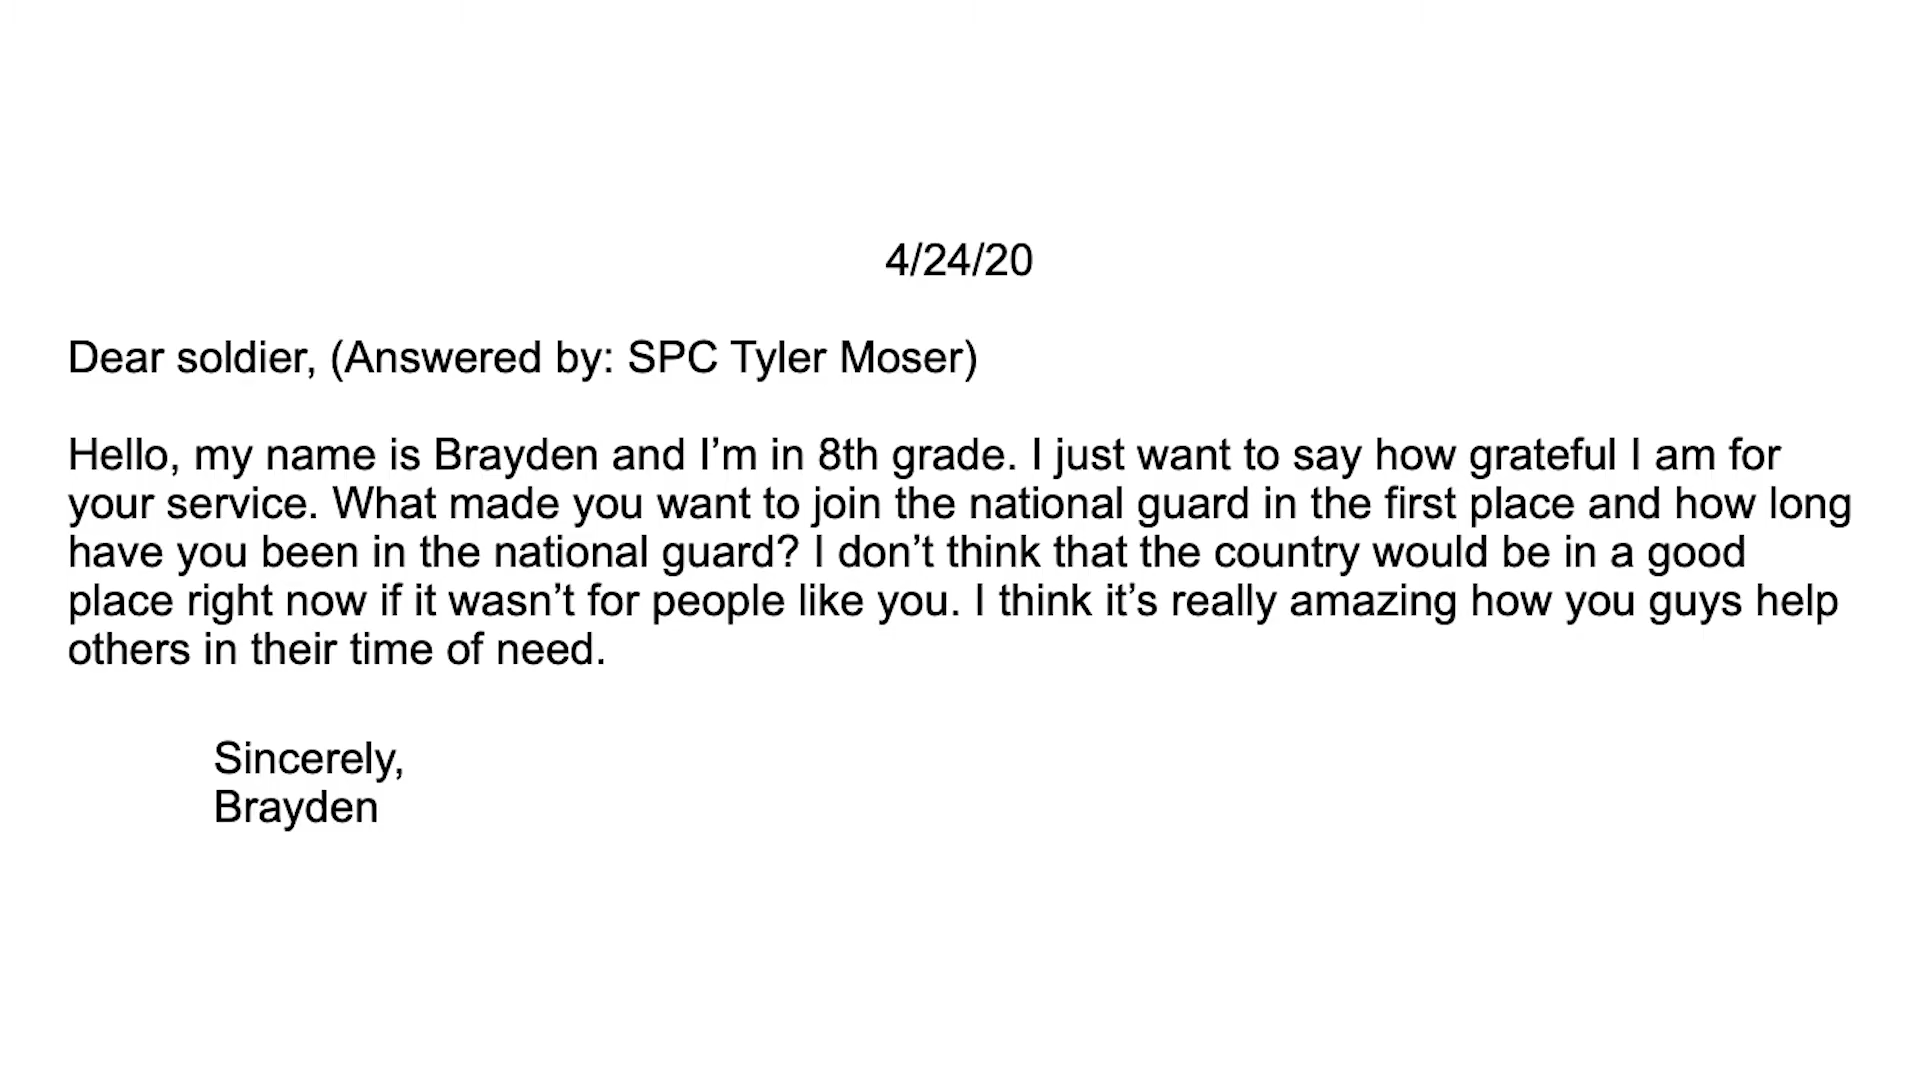 4/24/20
Dear soldier, (Answered by: SPC Tyler Moser)
Hello, my name is Brayden and I’m in 8th grade. I just want to say how grateful I am for
your service. What made you want to join the national guard in the first place and how long
have you been in the national guard? I don’t think that the country would be in a good
place right now if it wasn’t for people like you. I think it’s really amazing how you guys help
others in their time of need.
Sincerely,
Brayden